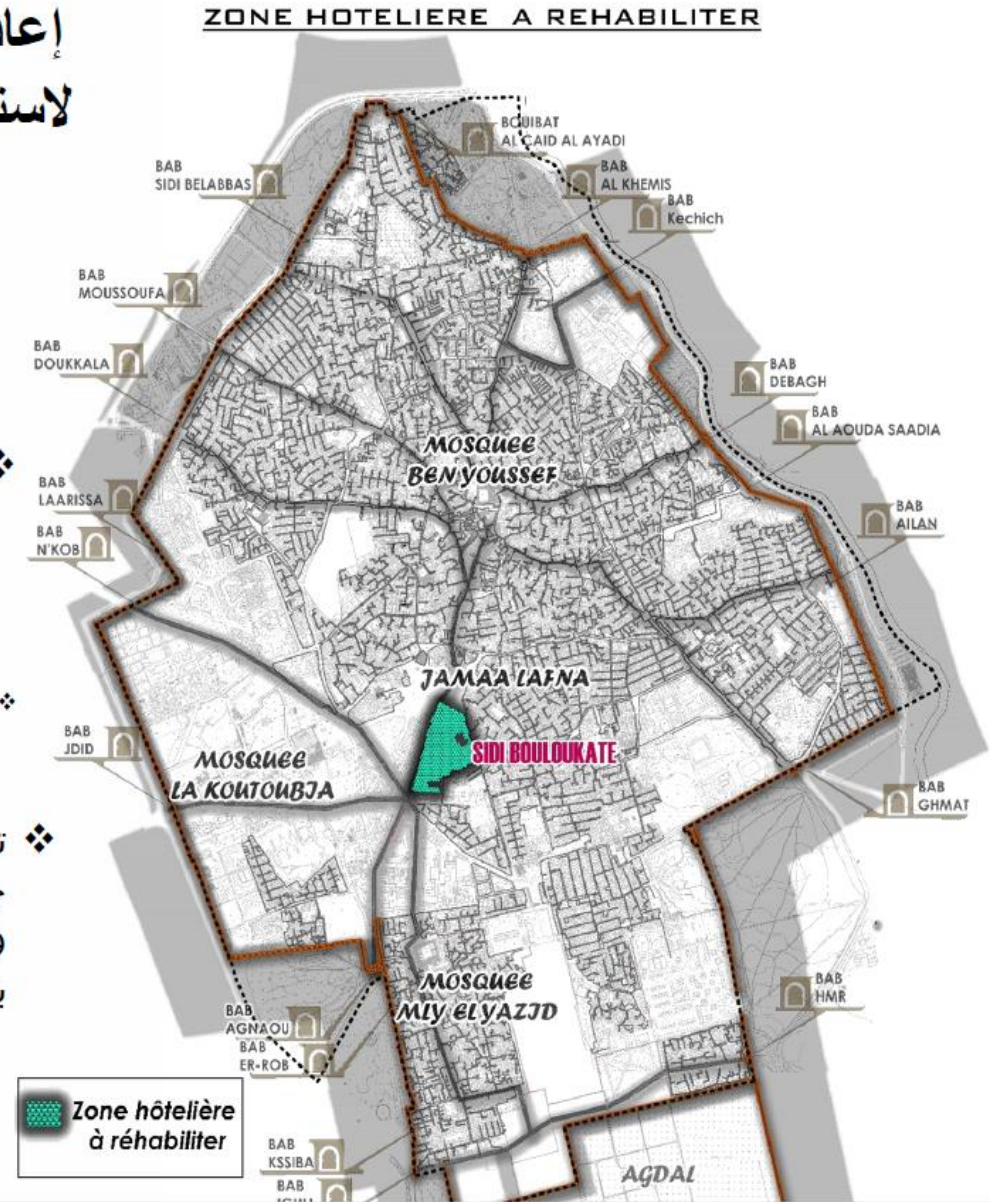 ZONE HOTELIERE A REHABILITER
BOUIBAT
AL CAID AL AYADI
BAB
SIDI BELABBAS
BAB
AL KHEMIS
BAB
Kechich
BAB
MOUSSOUFA
BAB
DOUKKALA
BAB
DEBAGH
BAB
AL AOUDA SAADIA
MOSQUEE
BEN YOUSSEF
BAB
LAARISSA
BAB
N'KOB
BAB
AILAN
JAMAA LAFNA
BAB
JDID
MOSQUEE
LA KOUTOUBIA
SIDI BOULOUKATE
BAB
GHMAT
MOSQUEE
MLY EL YAZID
BAB
HMR
BAB
AGNAOU
BAB
ER-ROB
Zone hôtelière
à réhabiliter
BAB
KSSIBA
BAB
AGDAL